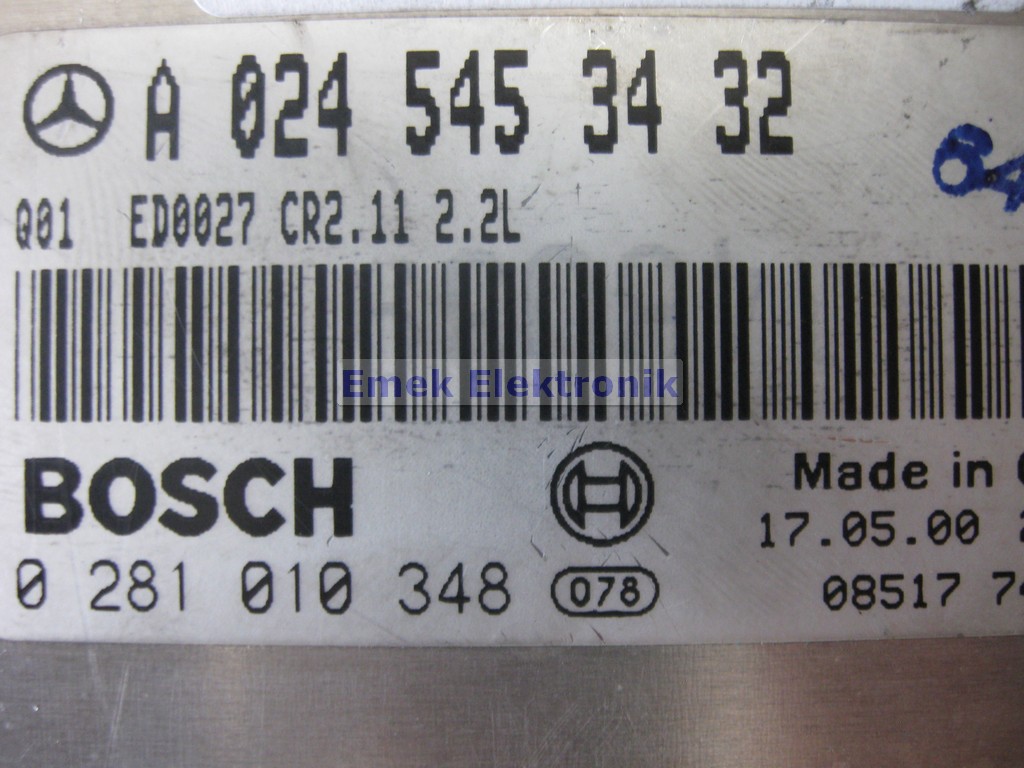 A 024 545 34 32
Q01 ED0027 CR2.11 2.2L
Emek Elektronik
BOSCH
Made in
0 281 010 348
078
17.05.00
08517